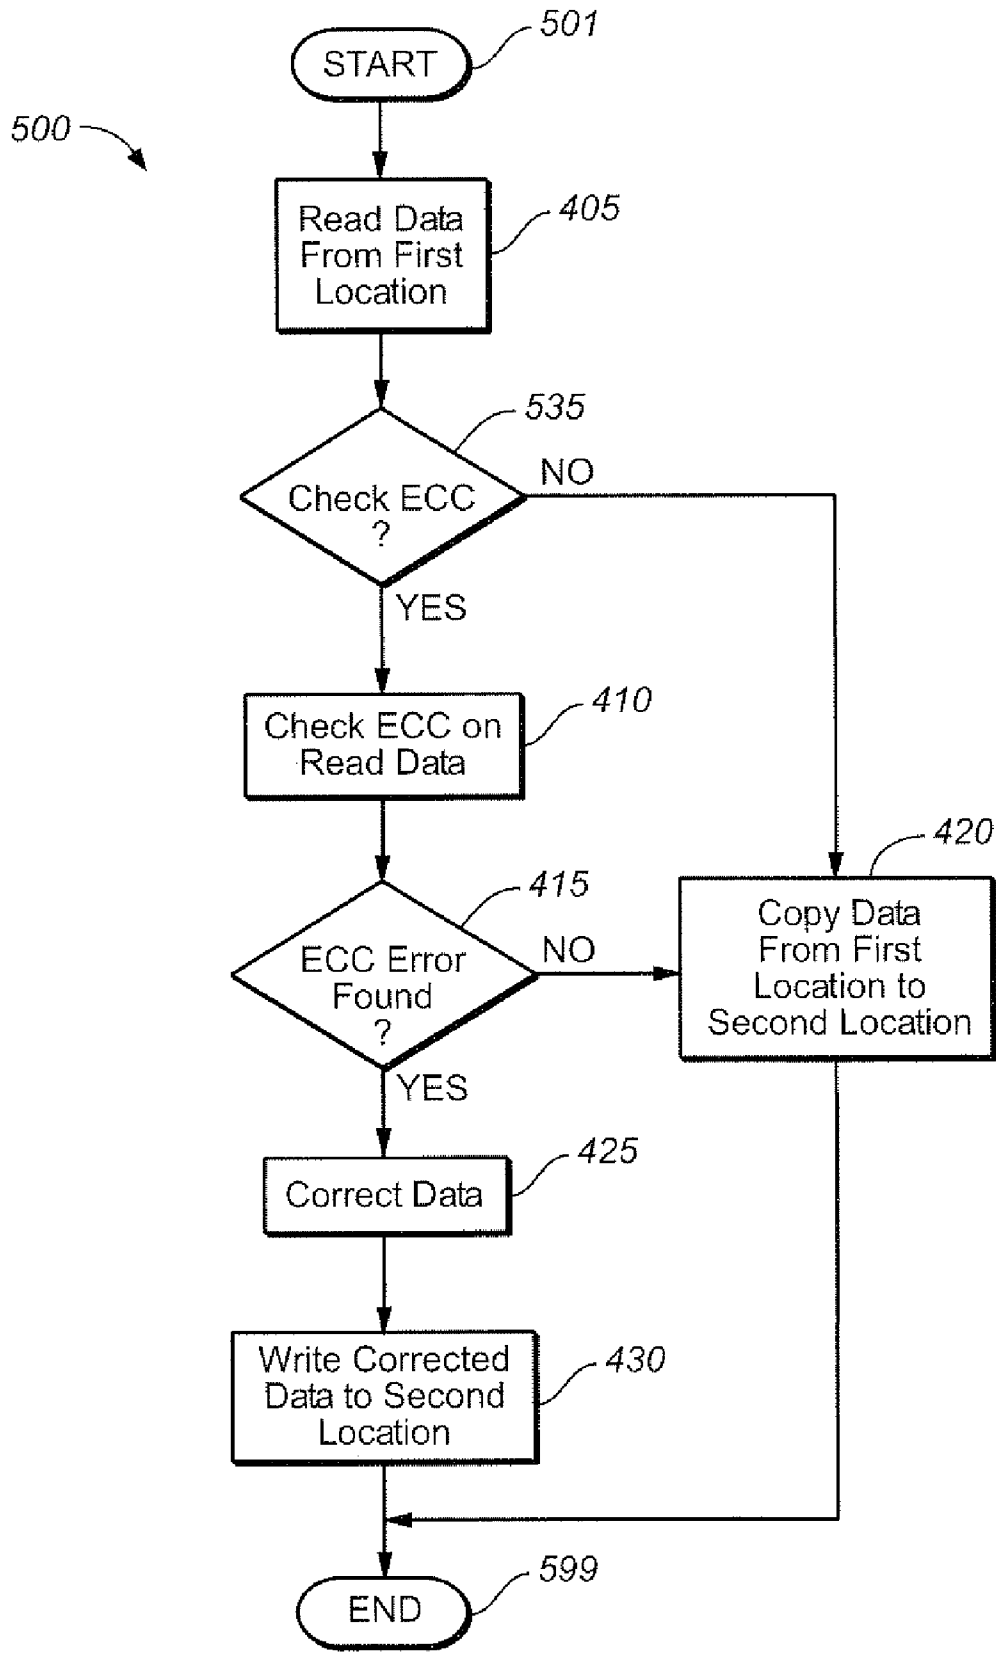 501
START
500
405
Read Data
From First
Location
535
NO
Check ECC
?
YES
410
Check ECC on
Read Data
420
415
Copy Data
From First
Location to
Second Location
NO
ECC Error
Found
?
YES
425
Correct Data
430
Write Corrected
Data to Second
Location
599
END